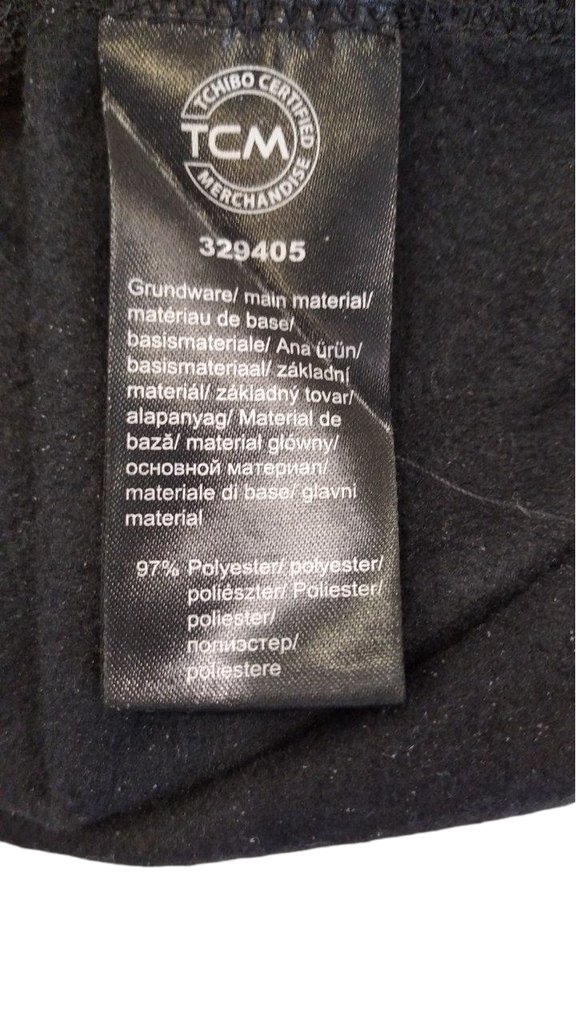 TCHIBO CERTIFIED
TCM
MERCHANDISE
329405
Grundware/ main material/
matériau de base/
basismateriale/ Ana ürün/
basismateriaal/ základní
materiál/ základný tovar/
alapanyag/ Material de
bază/ materiał główny/
основной материал/
materiale di base/ glavni
material
97% Polyester/ polyester/
poliészter/ Poliester/
poliester/
полиэстер/
poliestere